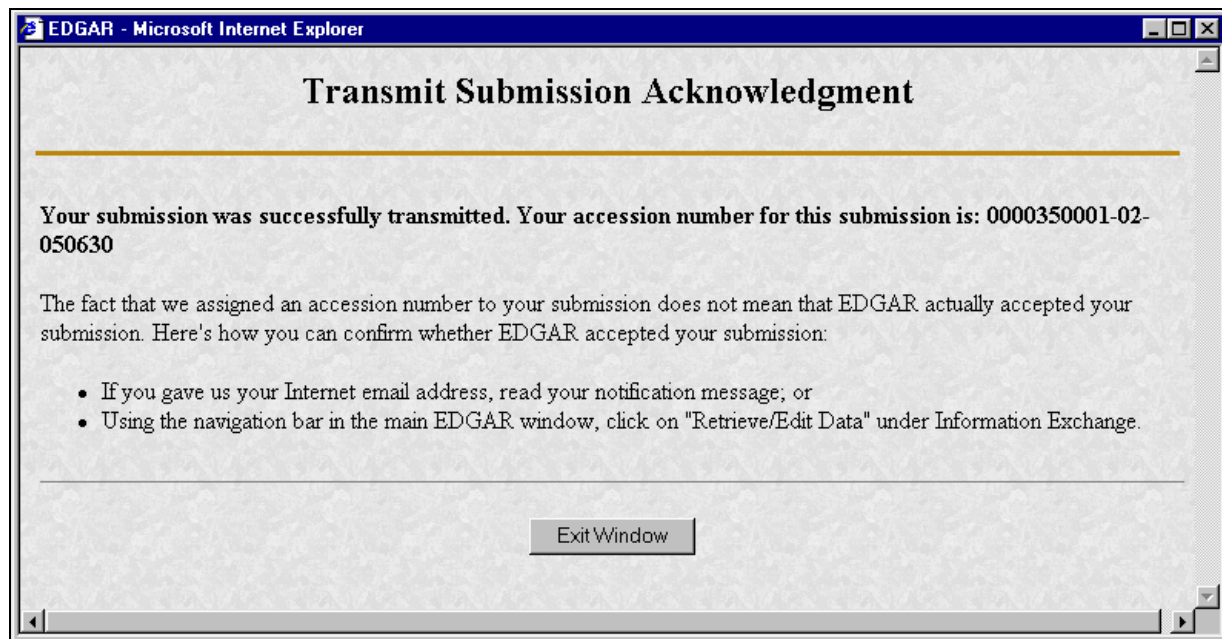 EDGAR - Microsoft Internet Explorer
Transmit Submission Acknowledgment
Your submission was successfully transmitted. Your accession number for this submission is: 0000350001-02-
050630
The fact that we assigned an accession number to your submission does not mean that EDGAR actually accepted your
submission. Here's how you can confirm whether EDGAR accepted your submission:
• If you gave us your Internet email address, read your notification message; or
• Using the navigation bar in the main EDGAR window, click on "Retrieve/Edit Data" under Information Exchange.
Exit Window